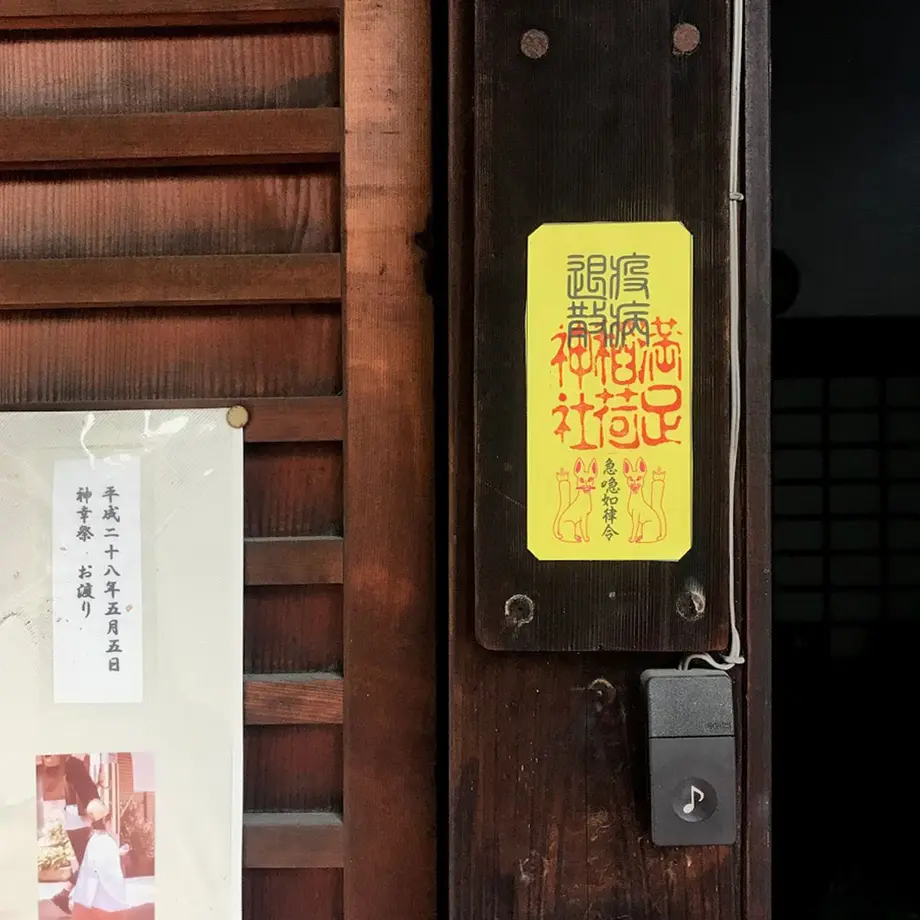 疫病
退散
満足
稲荷
神社
急喼如律令
平成二十八年五月五日
神幸祭 お渡り